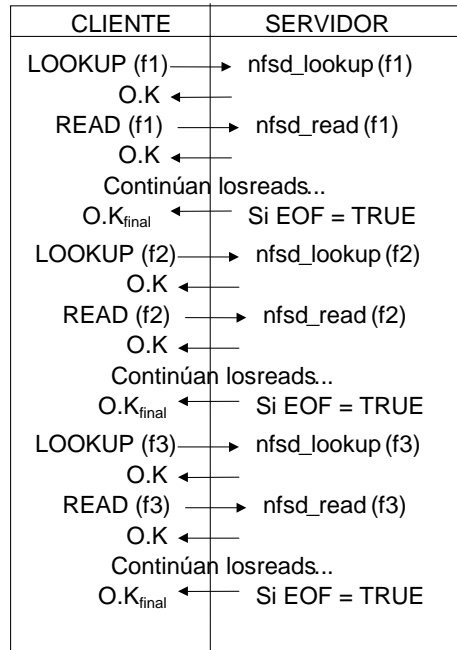 CLIENTE SERVIDOR
LOOKUP (f1) nfsd_lookup (f1)
O.K
READ (f1) nfsd_read (f1)
O.K
Continúan losreads...
O.Kfinal Si EOF = TRUE
LOOKUP (f2) nfsd_lookup (f2)
O.K
READ (f2) nfsd_read (f2)
O.K
Continúan losreads...
O.Kfinal Si EOF = TRUE
LOOKUP (f3) nfsd_lookup (f3)
O.K
READ (f3) nfsd_read (f3)
O.K
Continúan losreads...
O.Kfinal Si EOF = TRUE